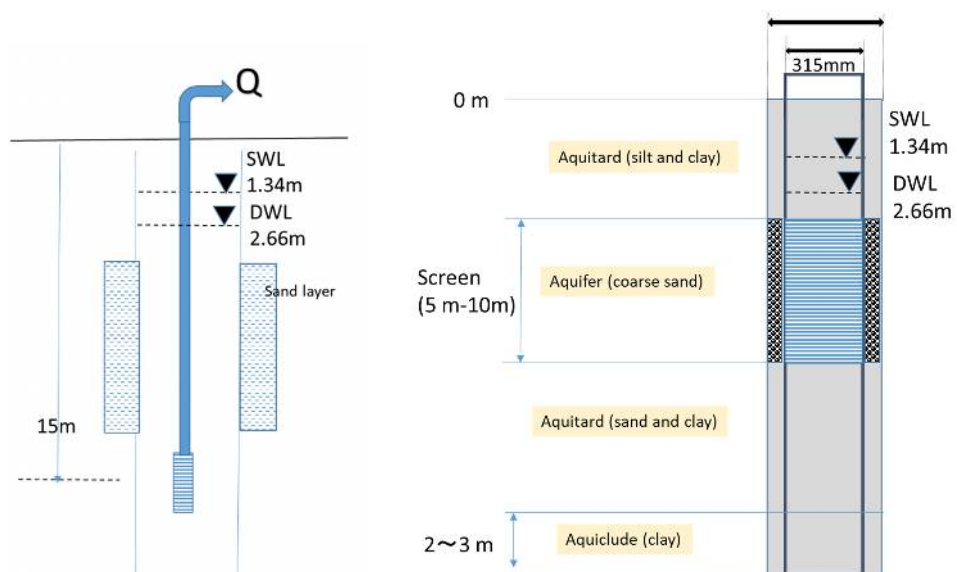 Q
SWL
1.34m
DWL
2.66m
Sand layer
15m
315mm
0 m
SWL
1.34m
DWL
2.66m
Aquitard (silt and clay)
Screen
(5 m-10m)
Aquifer (coarse sand)
Aquitard (sand and clay)
2～3 m
Aquiclude (clay)